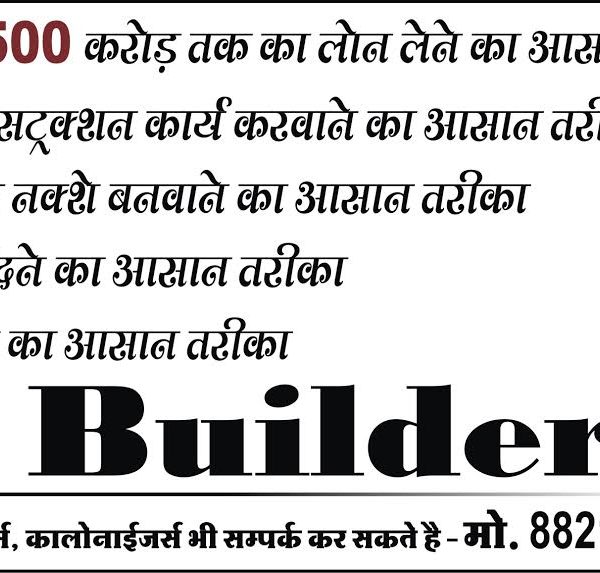 500 करोड़ तक का लोन लेने का आस
सट्रक्शन कार्य करवाने का आसान तरी
नक्शे बनवाने का आसान तरीका
दने का आसान तरीका
का आसान तरीका
Builder
र्स, कालोनाईजर्स भी सम्पर्क कर सकते है - मो. 882